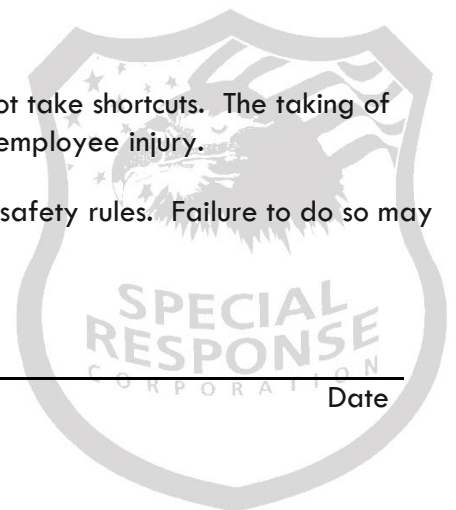 ot take shortcuts. The taking of
employee injury.
safety rules. Failure to do so may
SPECIAL
RESPONSE
CORPORATION
Date